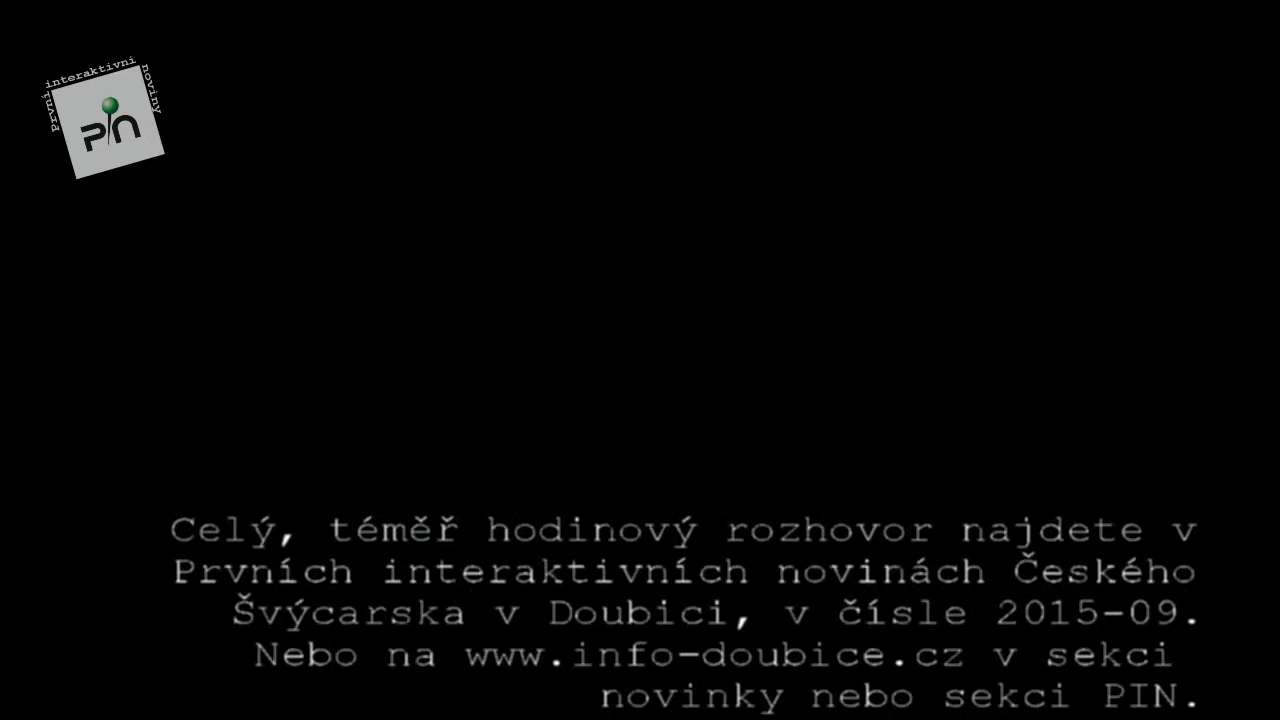 První interaktivní noviny
PIN
Celý, téměř hodinový rozhovor najdete v
Prvních interaktivních novinách Českého
Švýcarska v Doubici, v čísle 2015-09.
Nebo na www.info-doubice.cz v sekci
novinky nebo sekci PIN.